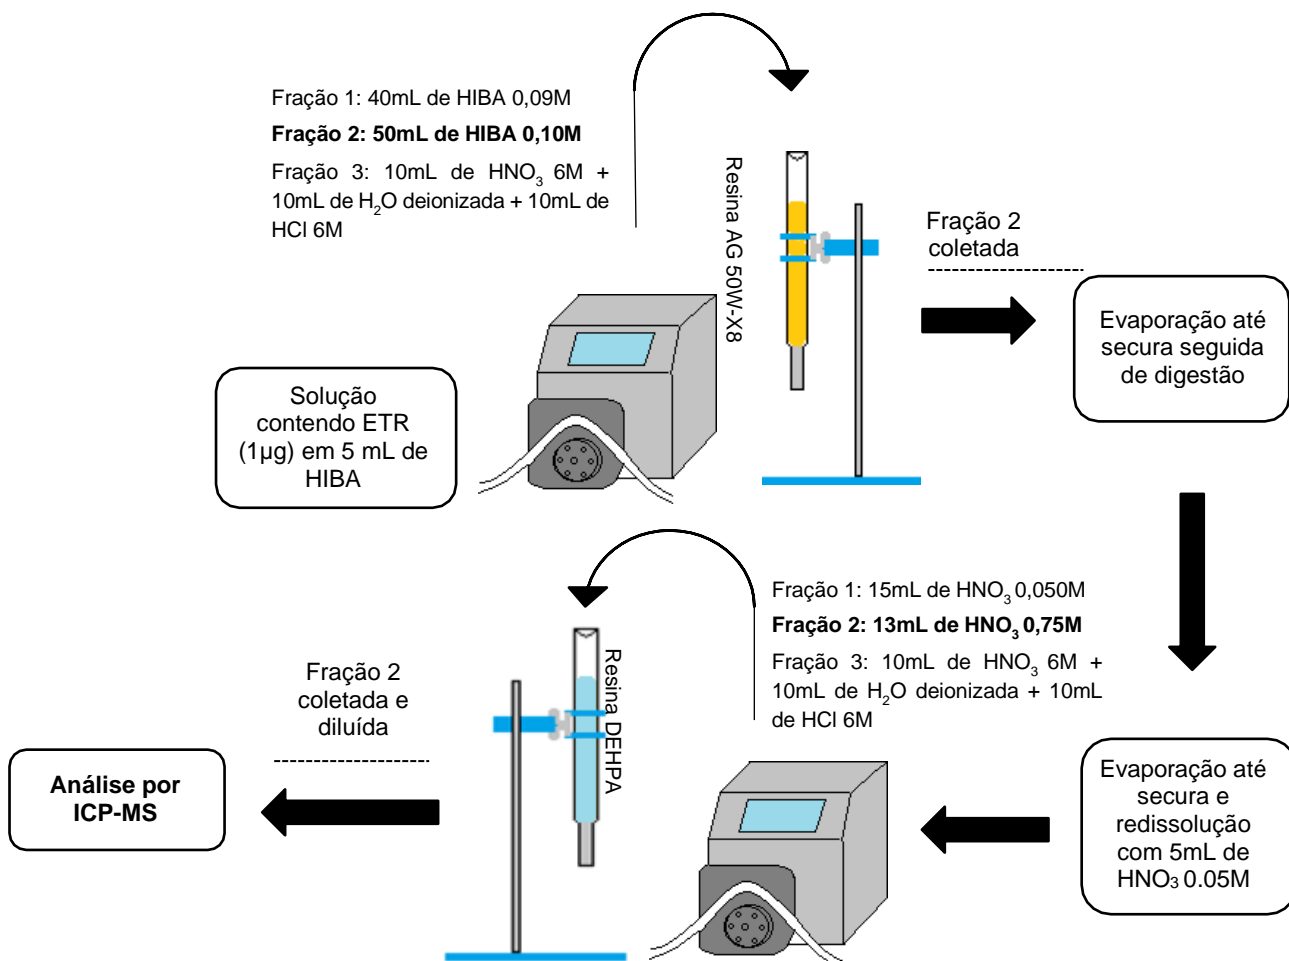 Fração 1: 40mL de HIBA 0,09M
Fração 2: 50mL de HIBA 0,10M
Fração 3: 10mL de HNO₃ 6M +
10mL de H₂O deionizada + 10mL de
HCl 6M
Resina AG 50W-X8
Fração 2
coletada
Evaporação até
secura seguida
de digestão
Solução
contendo ETR
(1µg) em 5 mL de
HIBA
Fração 1: 15mL de HNO₃ 0,050M
Fração 2: 13mL de HNO₃ 0,75M
Fração 3: 10mL de HNO₃ 6M +
10mL de H₂O deionizada + 10mL
de HCl 6M
Resina DEHPA
Fração 2
coletada e
diluída
Evaporação até
secura e
redissolução
com 5mL de
HNO₃ 0.05M
Análise por
ICP-MS